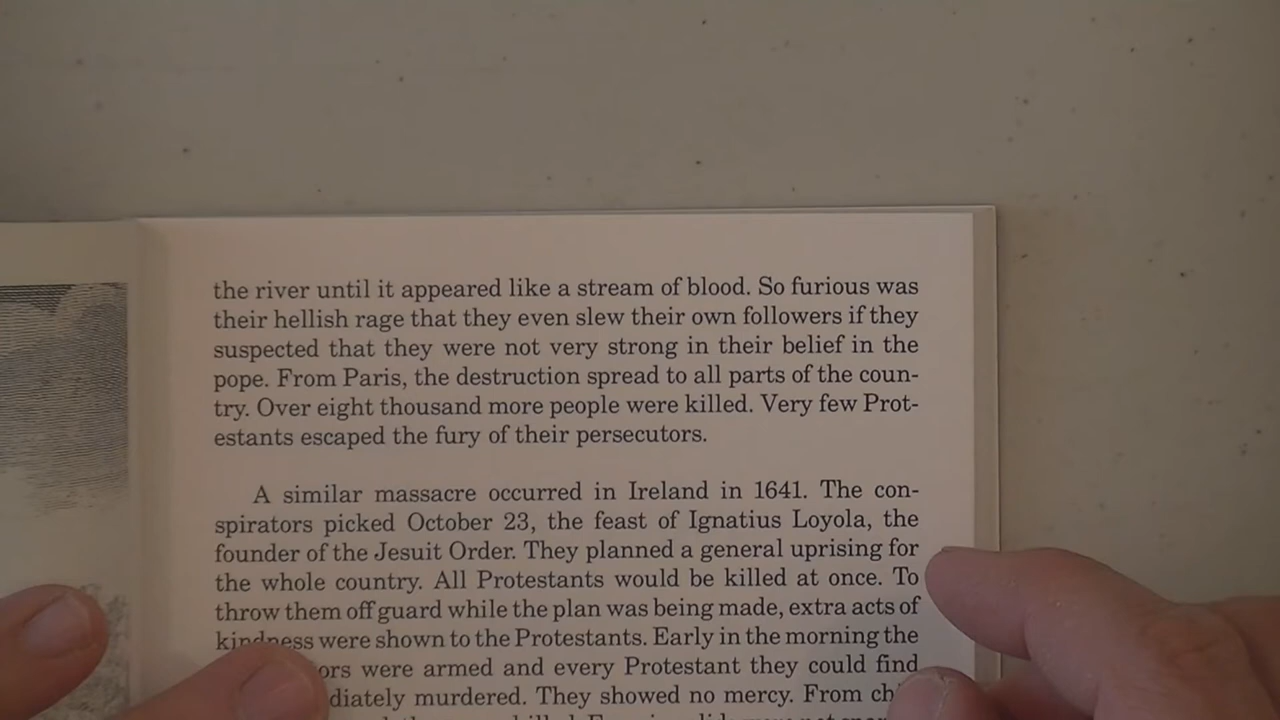 the river until it appeared like a stream of blood. So furious was
their hellish rage that they even slew their own followers if they
suspected that they were not very strong in their belief in the
pope. From Paris, the destruction spread to all parts of the coun-
try. Over eight thousand more people were killed. Very few Prot-
estants escaped the fury of their persecutors.
A similar massacre occurred in Ireland in 1641. The con-
spirators picked October 23, the feast of Ignatius Loyola, the
founder of the Jesuit Order. They planned a general uprising for
the whole country. All Protestants would be killed at once. To
throw them off guard while the plan was being made, extra acts of
kindness were shown to the Protestants. Early in the morning the
ors were armed and every Protestant they could find
diately murdered. They showed no mercy. From